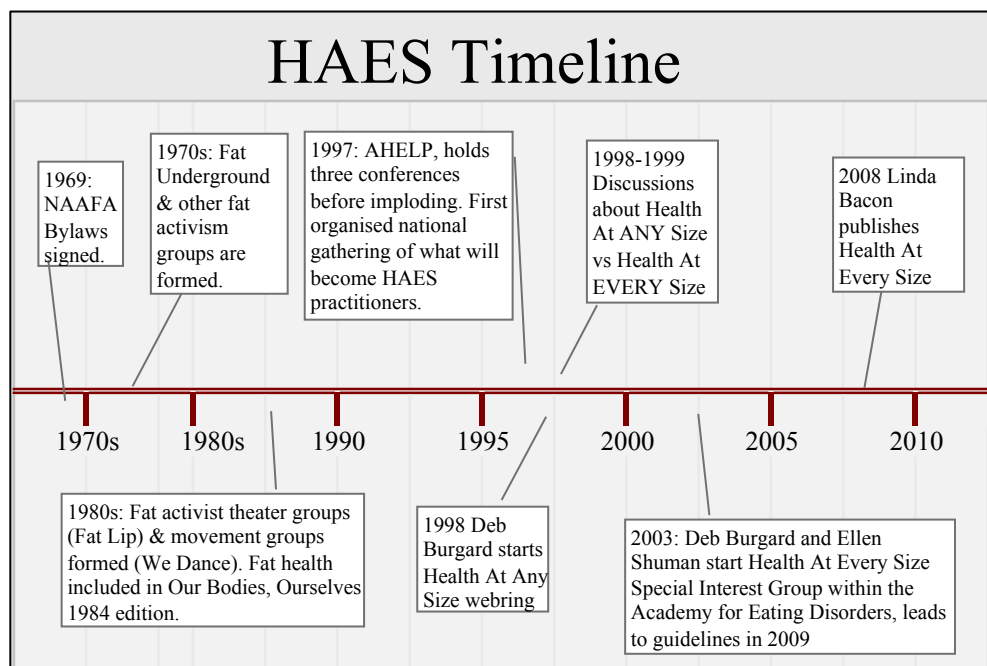 HAES Timeline
1969:
NAAFA
Bylaws
signed.
1970s: Fat
Underground
& other fat
activism
groups are
formed.
1997: AHELP, holds
three conferences
before imploding. First
organised national
gathering of what will
become HAES
practitioners.
1998-1999
Discussions
about Health
At ANY Size
vs Health At
EVERY Size
2008 Linda
Bacon
publishes
Health At
Every Size
1970s
1980s
1990
1995
2000
2005
2010
1980s: Fat activist theater groups
(Fat Lip) & movement groups
formed (We Dance). Fat health
included in Our Bodies, Ourselves
1984 edition.
1998 Deb
Burgard starts
Health At Any
Size webring
2003: Deb Burgard and Ellen
Shuman start Health At Every Size
Special Interest Group within the
Academy for Eating Disorders, leads
to guidelines in 2009